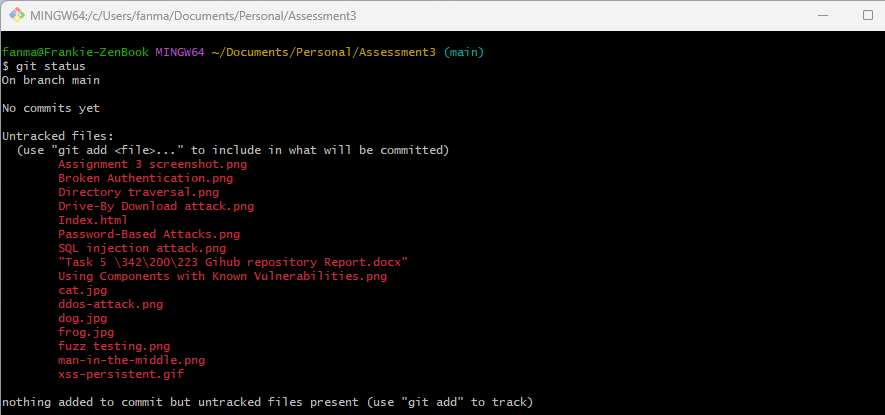 MINGW64:/c/Users/fanma/Documents/Personal/Assessment3
fanma@Frankie-ZenBook MINGW64 ~/Documents/Personal/Assessment3 (main)
$ git status
On branch main
No commits yet
Untracked files:
(use "git add <file>..." to include in what will be committed)
Assignment 3 screenshot.png
Broken Authentication.png
Directory traversal.png
Drive-By Download attack.png
Index.html
Password-Based Attacks.png
SQL injection attack.png
"Task 5 \342\200\223 Gihub repository Report.docx"
Using Components with Known Vulnerabilities.png
cat.jpg
ddos-attack.png
dog.jpg
frog.jpg
fuzz testing.png
man-in-the-middle.png
xss-persistent.gif
nothing added to commit but untracked files present (use "git add" to track)